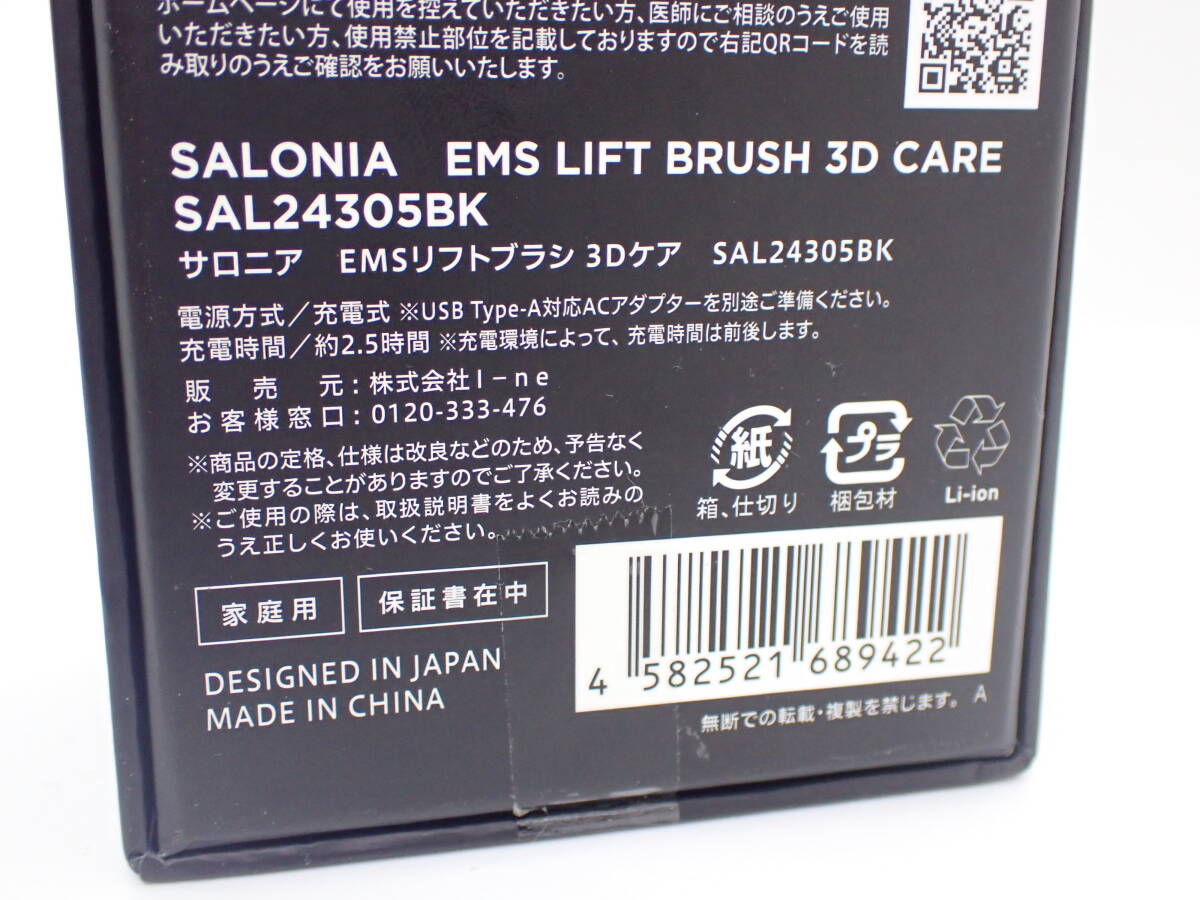 ホームページにて使用を控えていただきたい方、医師にご相談のうえご使用
いただきたい方、使用禁止部位を記載しておりますので右記QRコードを読
み取りのうえご確認をお願いいたします。
SALONIA EMS LIFT BRUSH 3D CARE
SAL24305BK
サロニア EMSリフトブラシ 3Dケア SAL24305BK
電源方式／充電式 ※USB Type-A対応ACアダプターを別途ご準備ください。
充電時間／約2.5時間 ※充電環境によって、充電時間は前後します。
販売元：株式会社I－ne
お客様窓口：0120-333-476
※商品の定格、仕様は改良などのため、予告なく
変更することがありますのでご了承ください。
※ご使用の際は、取扱説明書をよくお読みの
うえ正しくお使いください。
紙
箱、仕切り
プラ
梱包材
Li-ion
家庭用
保証書在中
DESIGNED IN JAPAN
MADE IN CHINA
4 582521 689422
無断での転載・複製を禁じます。 A